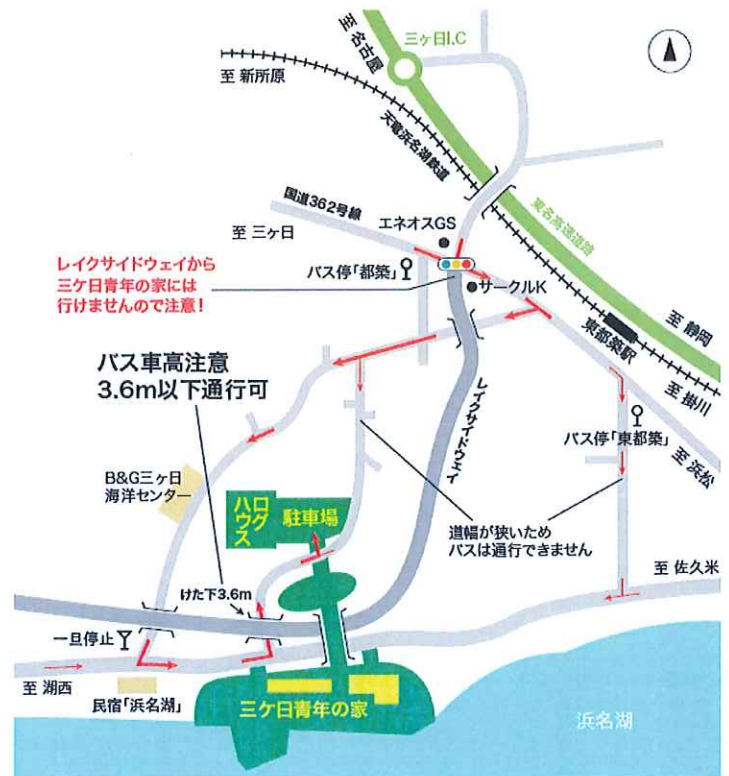 至 名古屋
三ケ日I.C
至 新所原
天竜浜名湖鉄道
国道362号線
エネオスGS
東名高速道路
至 三ヶ日
レイクサイドウェイから
三ケ日青年の家には
行けませんので注意!
バス停「都築」
サークルK
至 静岡
東都築駅
至 掛川
バス車高注意
3.6m以下通行可
レイクサイドウェイ
バス停「東都築」
至 浜松
B&G三ヶ日
海洋センター
ログ
ハウス
駐車場
道幅が狭いため
バスは通行できません
至 佐久米
けた下3.6m
一旦停止
至 湖西
民宿「浜名湖」
三ケ日青年の家
浜名湖